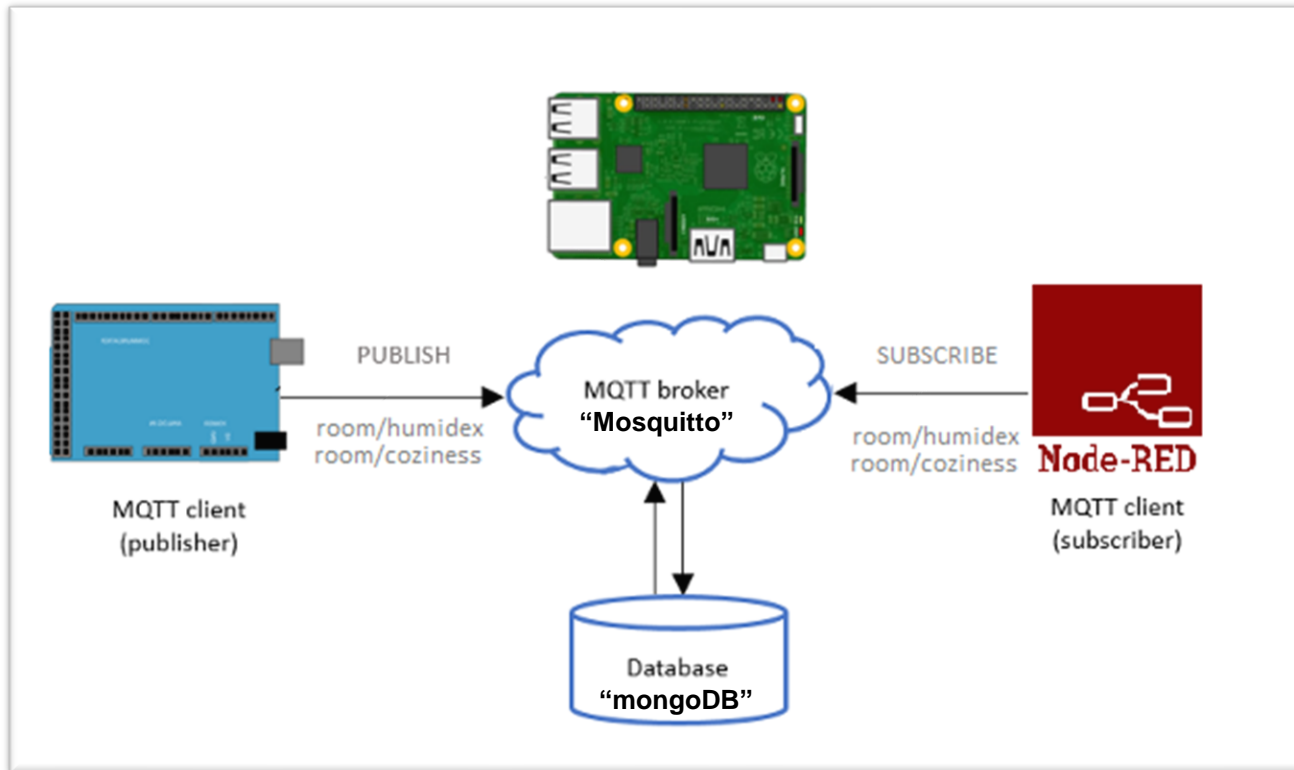 PUBLISH
room/humidex
room/coziness
MQTT client
(publisher)
MQTT broker
“Mosquitto”
SUBSCRIBE
room/humidex
room/coziness
Node-RED
MQTT client
(subscriber)
Database
“mongoDB”